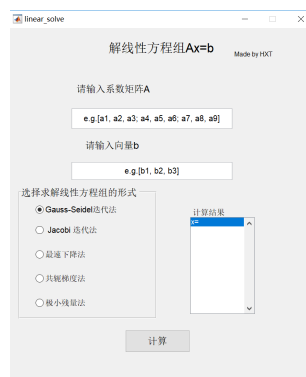 linear_solve
解线性方程组Ax=b
Made by HXT
请输入系数矩阵A
e.g.[a1, a2, a3; a4, a5, a6; a7, a8, a9]
请输入向量b
e.g.[b1, b2, b3]
选择求解线性方程组的形式
Gauss-Seidel迭代法
Jacobi 迭代法
最速下降法
共轭梯度法
极小残量法
计算结果
x=
计算